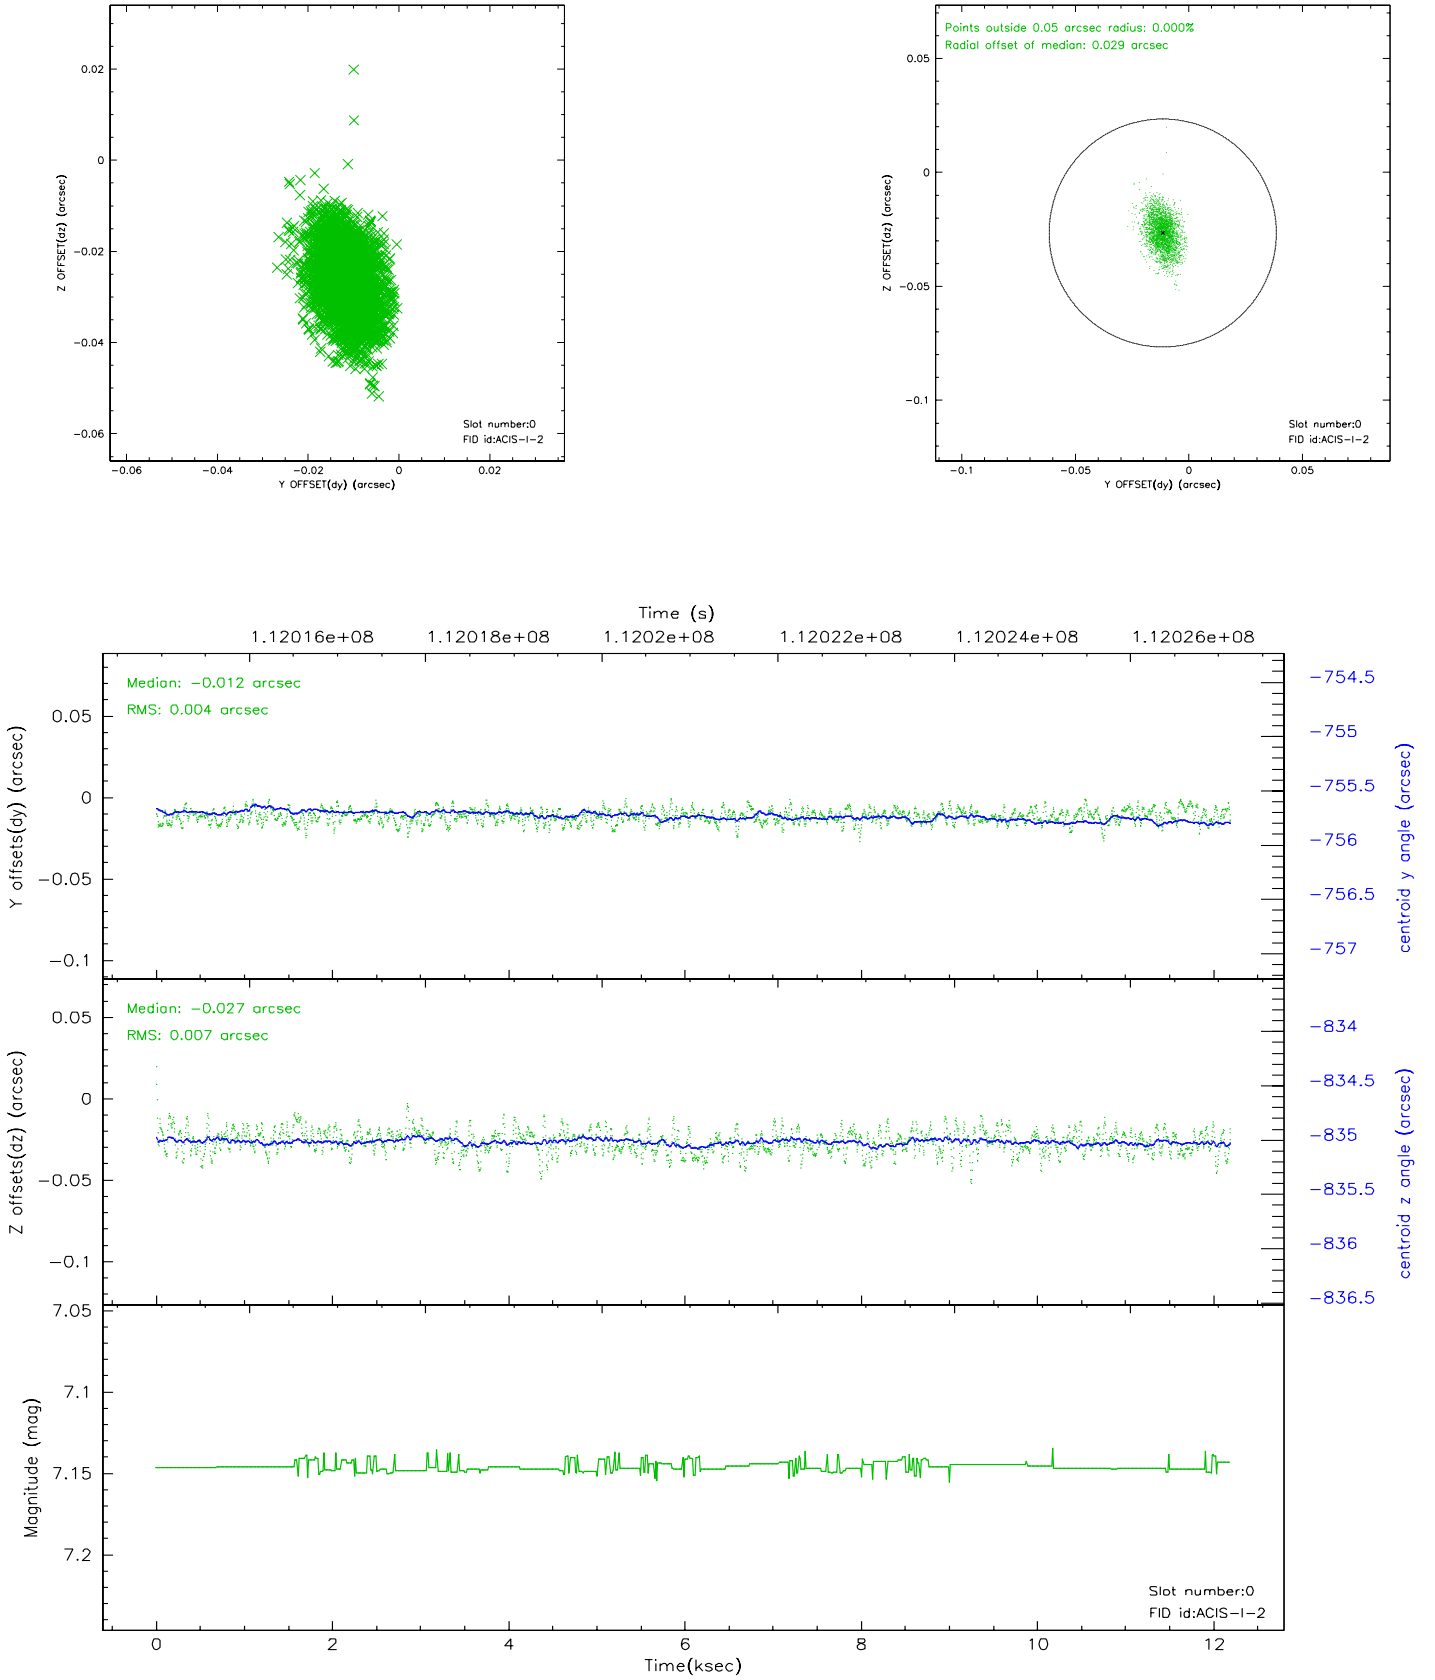 0.02
0
−0.02
−0.04
−0.06
Z OFFSET(dz) (arcsec)
Slot number:0
FID id:ACIS−I−2
−0.06 −0.04 −0.02 0 0.02
Y OFFSET(dy) (arcsec)
Points outside 0.05 arcsec radius: 0.000%
Radial offset of median: 0.029 arcsec
0.05
0
−0.05
−0.1
Z OFFSET(dz) (arcsec)
Slot number:0
FID id:ACIS−I−2
−0.1 −0.05 0 0.05
Y OFFSET(dy) (arcsec)
Time (s)
1.12016e+08 1.12018e+08 1.1202e+08 1.12022e+08 1.12024e+08 1.12026e+08
Median: −0.012 arcsec
RMS: 0.004 arcsec
0.05
0
−0.05
−0.1
Y offsets(dy) (arcsec)
−754.5
−755
−755.5
−756
−756.5
−757
centroid y angle (arcsec)
Median: −0.027 arcsec
RMS: 0.007 arcsec
0.05
0
−0.05
−0.1
Z offsets(dz) (arcsec)
−834
−834.5
−835
−835.5
−836
−836.5
centroid z angle (arcsec)
7.05
7.1
7.15
7.2
Magnitude (mag)
Slot number:0
FID id:ACIS−I−2
0 2 4 6 8 10 12
Time(ksec)